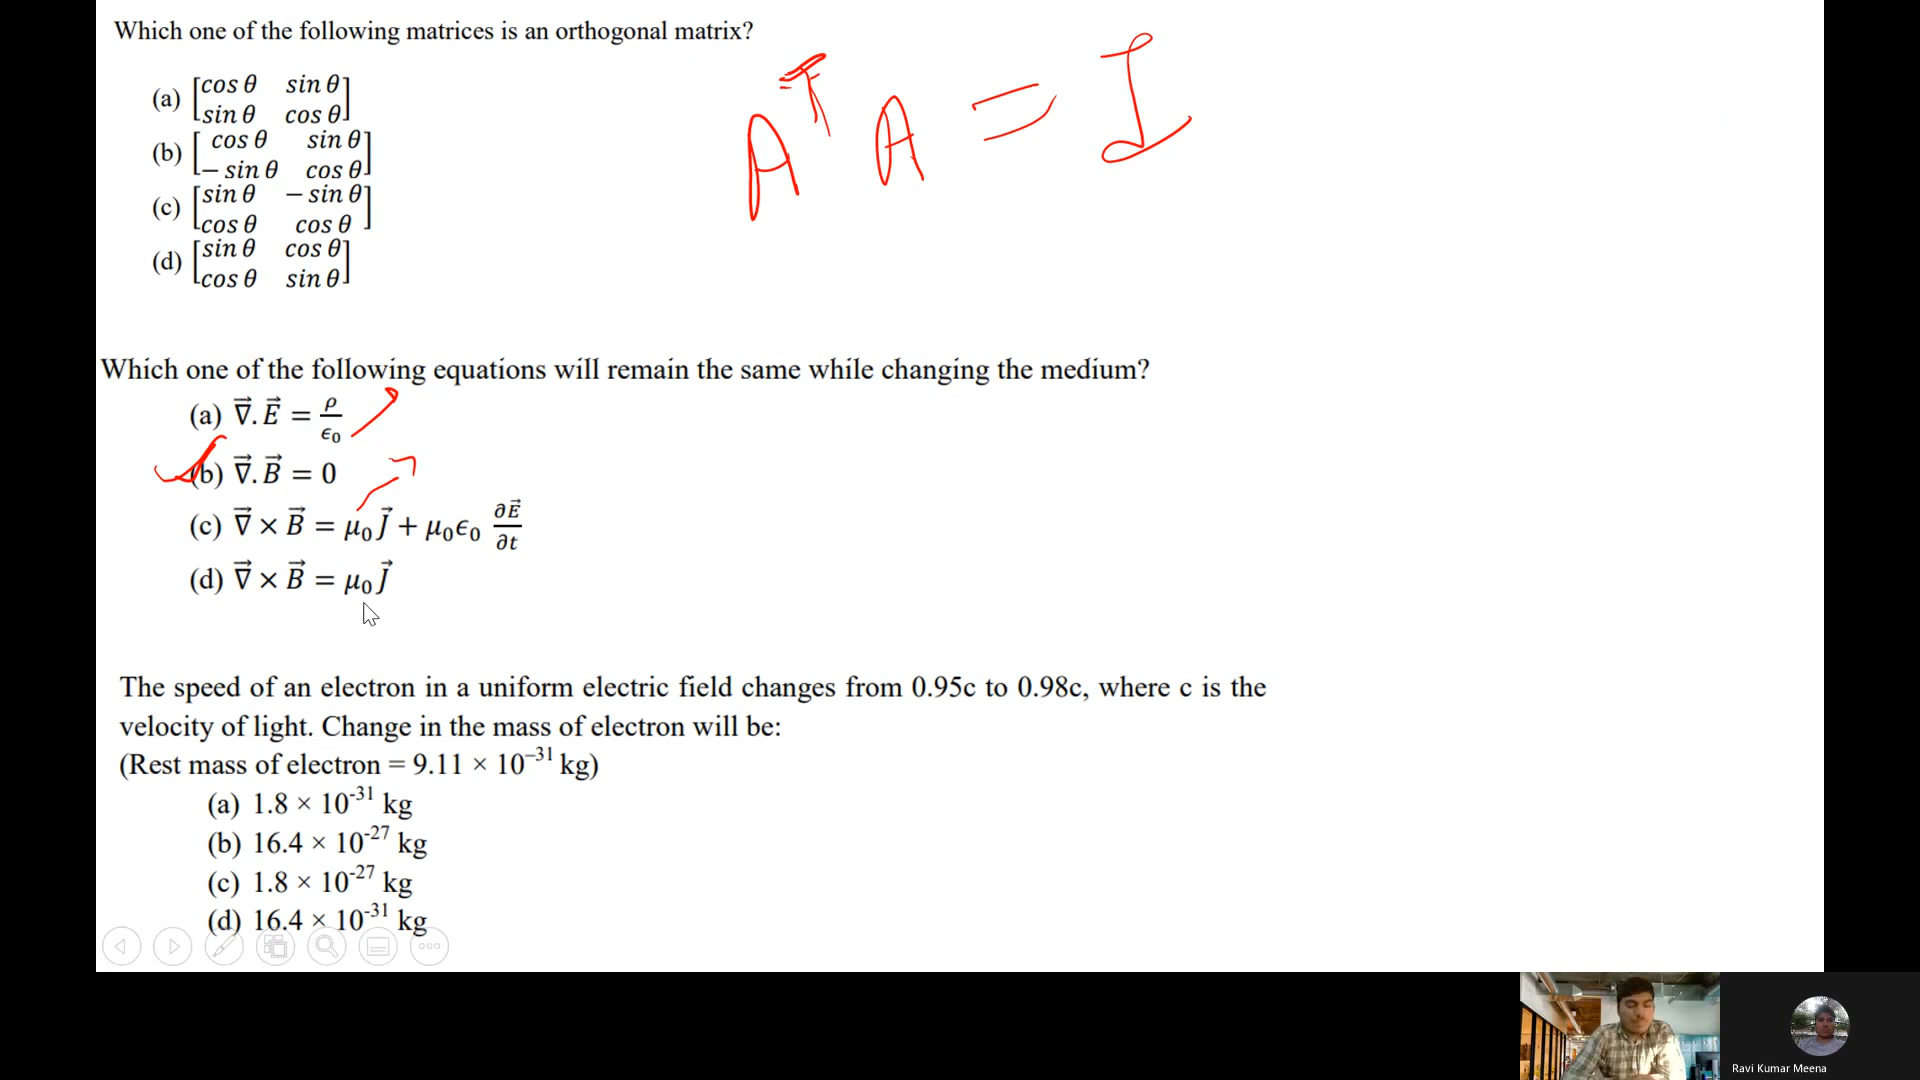 Which one of the following matrices is an orthogonal matrix?
(a) [cos θ sin θ
sin θ cos θ]
(b) [cos θ sin θ
− sin θ cos θ]
(c) [sin θ − sin θ
cos θ cos θ]
(d) [sin θ cos θ
cos θ sin θ]
A^T A = I
Which one of the following equations will remain the same while changing the medium?
(a) ∇⃗. E⃗ = ρ/ϵ₀
(b) ∇⃗. B⃗ = 0
(c) ∇⃗ × B⃗ = μ₀J⃗ + μ₀ϵ₀ ∂E⃗/∂t
(d) ∇⃗ × B⃗ = μ₀J⃗
The speed of an electron in a uniform electric field changes from 0.95c to 0.98c, where c is the
velocity of light. Change in the mass of electron will be:
(Rest mass of electron = 9.11 × 10⁻³¹ kg)
(a) 1.8 × 10⁻³¹ kg
(b) 16.4 × 10⁻²⁷ kg
(c) 1.8 × 10⁻²⁷ kg
(d) 16.4 × 10⁻³¹ kg
Ravi Kumar Meena